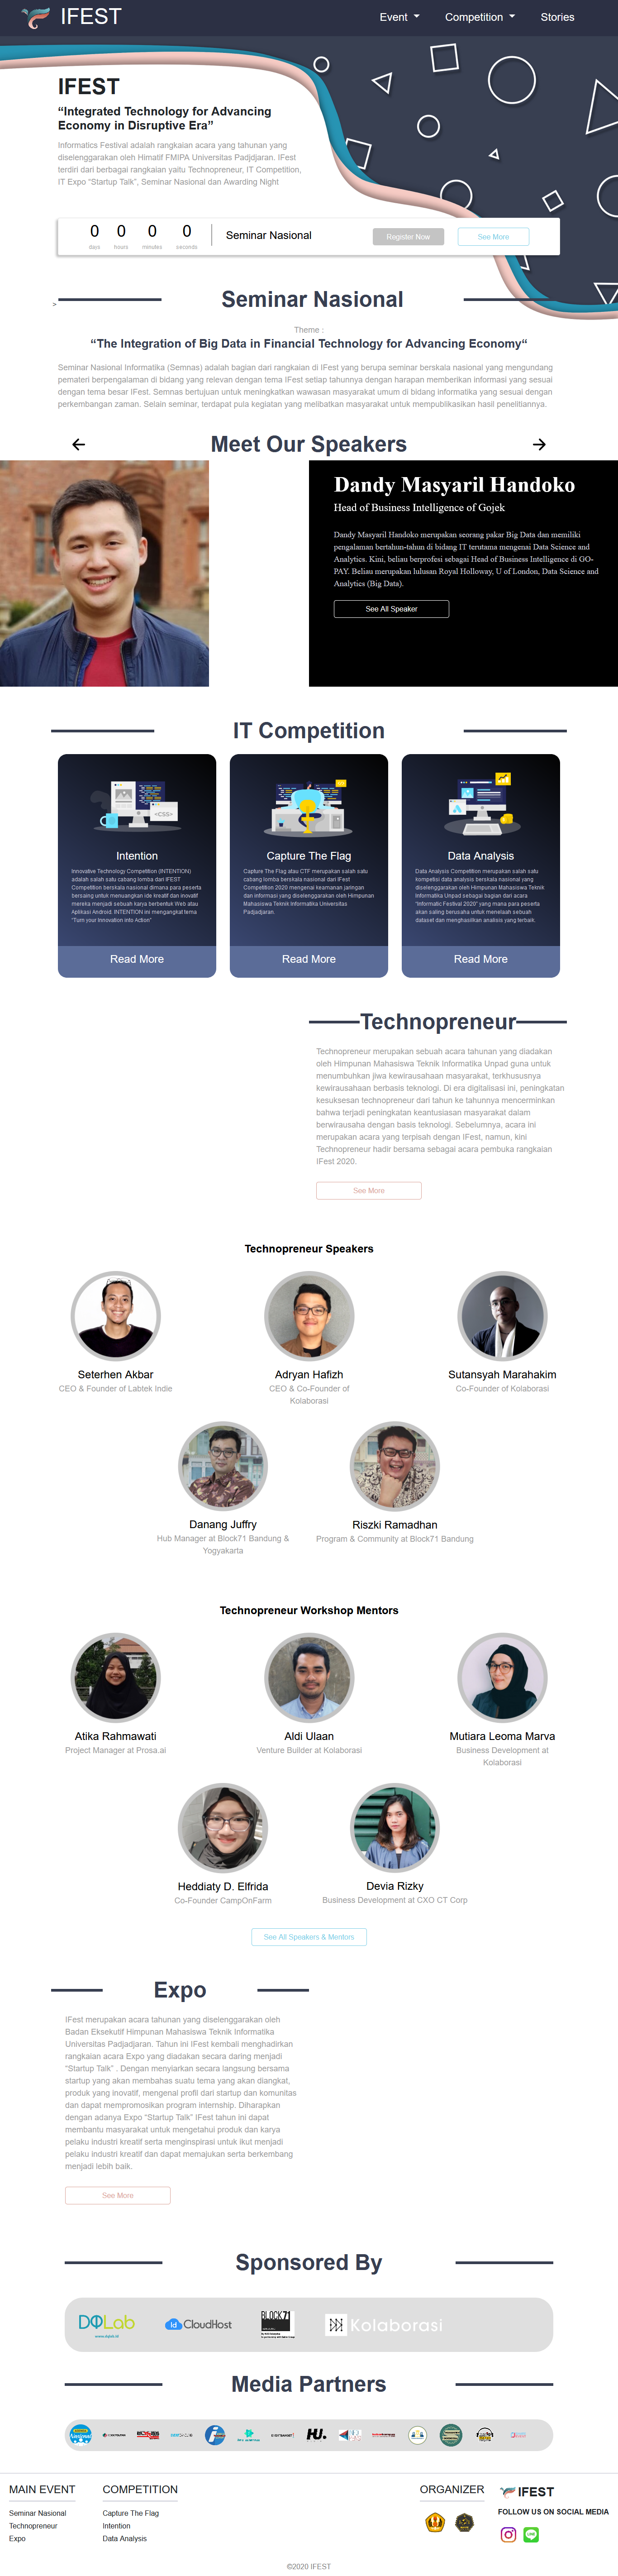 IFEST
Event
Competition
Stories
IFEST
“Integrated Technology for Advancing
Economy in Disruptive Era”
Informatics Festival adalah rangkaian acara yang tahunan yang
diselenggarakan oleh Himatif FMIPA Universitas Padjdjaran. IFest
terdiri dari berbagai rangkaian yaitu Technopreneur, IT Competition,
IT Expo “Startup Talk”, Seminar Nasional dan Awarding Night
0 0 0 0
days hours minutes seconds
Seminar Nasional
Register Now
See More
>
Seminar Nasional
Theme :
“The Integration of Big Data in Financial Technology for Advancing Economy“
Seminar Nasional Informatika (Semnas) adalah bagian dari rangkaian di IFest yang berupa seminar berskala nasional yang mengundang
pemateri berpengalaman di bidang yang relevan dengan tema IFest setiap tahunnya dengan harapan memberikan informasi yang sesuai
dengan tema besar IFest. Semnas bertujuan untuk meningkatkan wawasan masyarakat umum di bidang informatika yang sesuai dengan
perkembangan zaman. Selain seminar, terdapat pula kegiatan yang melibatkan masyarakat untuk mempublikasikan hasil penelitiannya.
Meet Our Speakers
Dandy Masyaril Handoko
Head of Business Intelligence of Gojek
Dandy Masyaril Handoko merupakan seorang pakar Big Data dan memiliki
pengalaman bertahun-tahun di bidang IT terutama mengenai Data Science and
Analytics. Kini, beliau berprofesi sebagai Head of Business Intelligence di GO-
PAY. Beliau merupakan lulusan Royal Holloway, U of London, Data Science and
Analytics (Big Data).
See All Speaker
IT Competition
<CSS>
Intention
Innovative Technology Competition (INTENTION)
adalah salah satu cabang lomba dari IFEST
Competition berskala nasional dimana para peserta
bersaing untuk menuangkan ide kreatif dan inovatif
mereka menjadi sebuah karya berbentuk Web atau
Aplikasi Android. INTENTION ini mengangkat tema
“Turn your Innovation into Action”
Read More
Capture The Flag
Capture The Flag atau CTF merupakan salah satu
cabang lomba berskala nasional dari IFest
Competition 2020 mengenai keamanan jaringan
dan informasi yang diselenggarakan oleh Himpunan
Mahasiswa Teknik Informatika Universitas
Padjadjaran.
Read More
Data Analysis
Data Analysis Competition merupakan salah satu
kompetisi data analysis berskala nasional yang
diselenggarakan oleh Himpunan Mahasiswa Teknik
Informatika Unpad sebagai bagian dari acara
“Informatic Festival 2020” yang mana para peserta
akan saling berusaha untuk menelaah sebuah
dataset dan menghasilkan analisis yang terbaik.
Read More
Technopreneur
Technopreneur merupakan sebuah acara tahunan yang diadakan
oleh Himpunan Mahasiswa Teknik Informatika Unpad guna untuk
menumbuhkan jiwa kewirausahaan masyarakat, terkhususnya
kewirausahaan berbasis teknologi. Di era digitalisasi ini, peningkatan
kesuksesan technopreneur dari tahun ke tahunnya mencerminkan
bahwa terjadi peningkatan keantusiasan masyarakat dalam
berwirausaha dengan basis teknologi. Sebelumnya, acara ini
merupakan acara yang terpisah dengan IFest, namun, kini
Technopreneur hadir bersama sebagai acara pembuka rangkaian
IFest 2020.
See More
Technopreneur Speakers
Seterhen Akbar
CEO & Founder of Labtek Indie
Adryan Hafizh
CEO & Co-Founder of
Kolaborasi
Sutansyah Marahakim
Co-Founder of Kolaborasi
Danang Juffry
Hub Manager at Block71 Bandung &
Yogyakarta
Riszki Ramadhan
Program & Community at Block71 Bandung
Technopreneur Workshop Mentors
Atika Rahmawati
Project Manager at Prosa.ai
Aldi Ulaan
Venture Builder at Kolaborasi
Mutiara Leoma Marva
Business Development at
Kolaborasi
Heddiaty D. Elfrida
Co-Founder CampOnFarm
Devia Rizky
Business Development at CXO CT Corp
See All Speakers & Mentors
Expo
IFest merupakan acara tahunan yang diselenggarakan oleh
Badan Eksekutif Himpunan Mahasiswa Teknik Informatika
Universitas Padjadjaran. Tahun ini IFest kembali menghadirkan
rangkaian acara Expo yang diadakan secara daring menjadi
“Startup Talk” . Dengan menyiarkan secara langsung bersama
startup yang akan membahas suatu tema yang akan diangkat,
produk yang inovatif, mengenal profil dari startup dan komunitas
dan dapat mempromosikan program internship. Diharapkan
dengan adanya Expo “Startup Talk” IFest tahun ini dapat
membantu masyarakat untuk mengetahui produk dan karya
pelaku industri kreatif serta menginspirasi untuk ikut menjadi
pelaku industri kreatif dan dapat memajukan serta berkembang
menjadi lebih baik.
See More
Sponsored By
DQLab
www.dqlab.id
Id CloudHost
BLOCK71
Kolaborasi
Media Partners
HU.
MAIN EVENT
Seminar Nasional
Technopreneur
Expo
COMPETITION
Capture The Flag
Intention
Data Analysis
ORGANIZER
IFEST
FOLLOW US ON SOCIAL MEDIA
LINE
©2020 IFEST